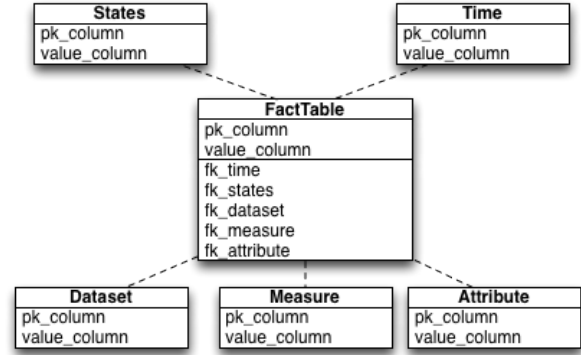 States
pk_column
value_column
Time
pk_column
value_column
FactTable
pk_column
value_column
fk_time
fk_states
fk_dataset
fk_measure
fk_attribute
Dataset
pk_column
value_column
Measure
pk_column
value_column
Attribute
pk_column
value_column